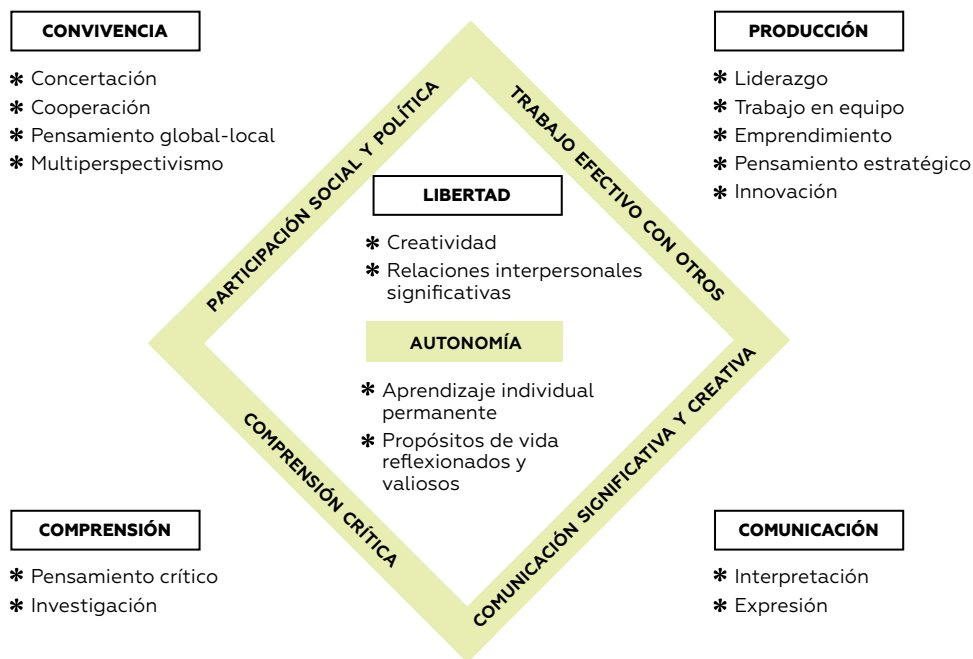 CONVIVENCIA
* Concertación
* Cooperación
* Pensamiento global-local
* Multiperspectivismo
PRODUCCIÓN
* Liderazgo
* Trabajo en equipo
* Emprendimiento
* Pensamiento estratégico
* Innovación
PARTICIPACIÓN SOCIAL Y POLÍTICA
TRABAJO EFECTIVO CON OTROS
LIBERTAD
* Creatividad
* Relaciones interpersonales
significativas
AUTONOMÍA
* Aprendizaje individual
permanente
* Propósitos de vida
reflexionados y
valiosos
COMPRENSIÓN CRÍTICA
COMUNICACIÓN SIGNIFICATIVA Y CREATIVA
COMPRENSIÓN
* Pensamiento crítico
* Investigación
COMUNICACIÓN
* Interpretación
* Expresión